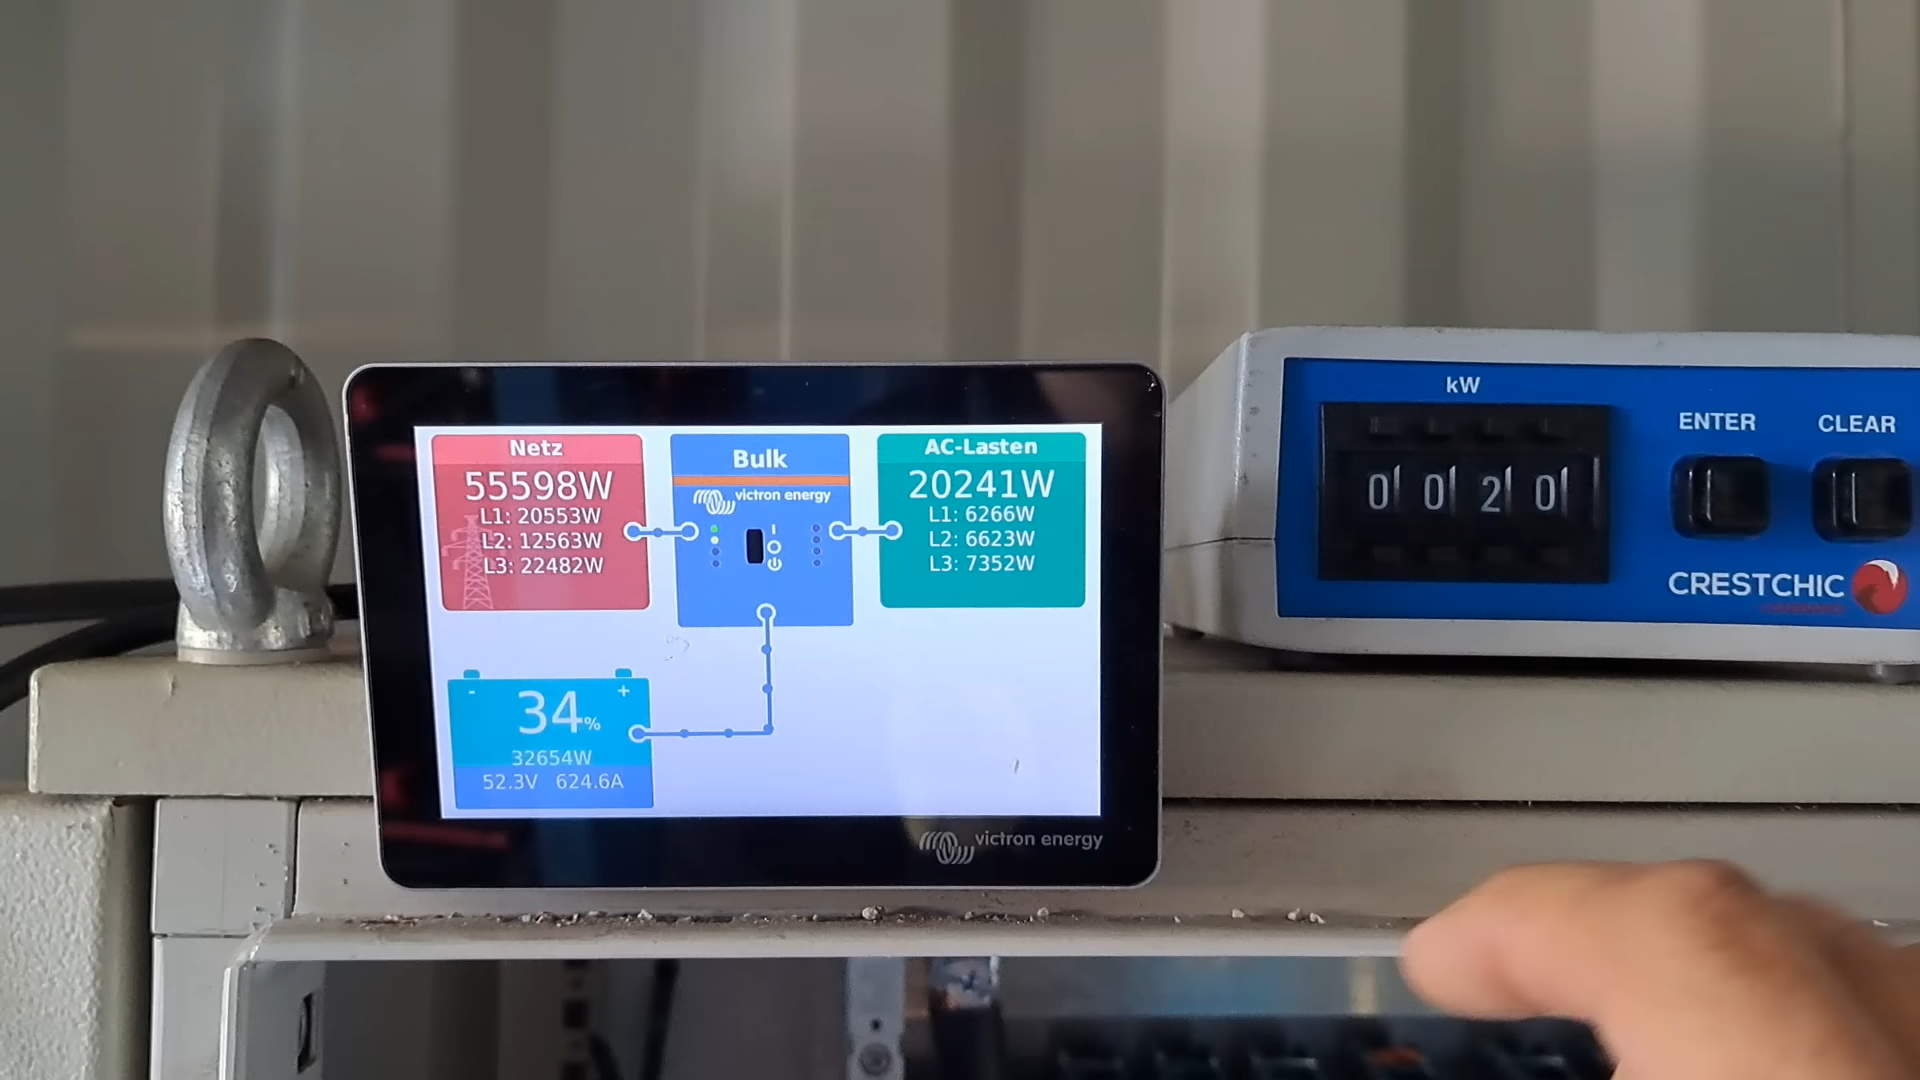 Netz
55598W
L1: 20553W
L2: 12563W
L3: 22482W
Bulk
victron energy
AC-Lasten
20241W
L1: 6266W
L2: 6623W
L3: 7352W
- +
34%
32654W
52.3V 624.6A
victron energy
kW
0 0 2 0
ENTER
CLEAR
CRESTCHIC